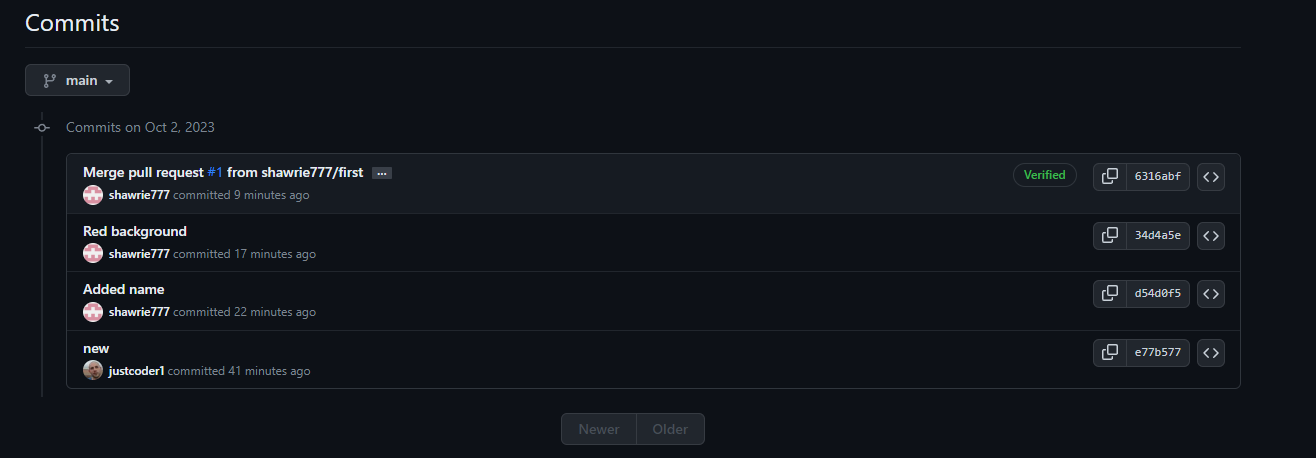 Commits
main
Commits on Oct 2, 2023
Merge pull request #1 from shawrie777/first ...
Verified
6316abf
shawrie777 committed 9 minutes ago
Red background
34d4a5e
shawrie777 committed 17 minutes ago
Added name
d54d0f5
shawrie777 committed 22 minutes ago
new
e77b577
justcoder1 committed 41 minutes ago
Newer Older